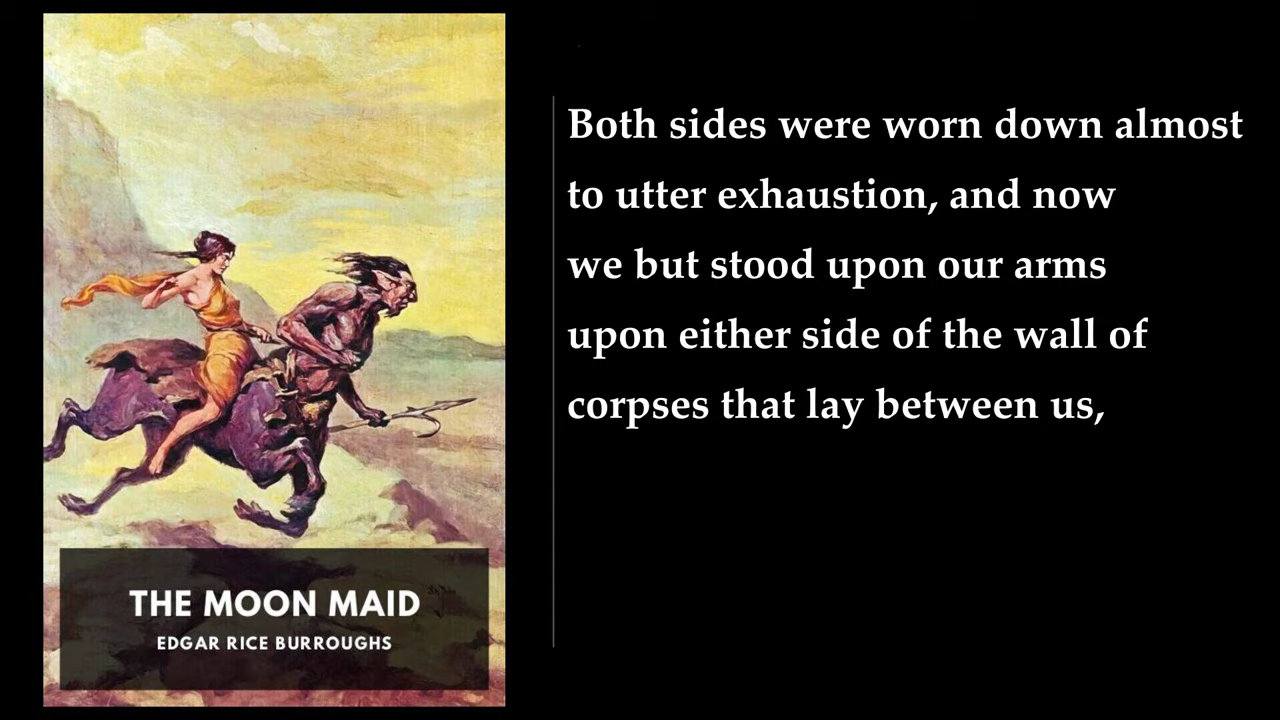 THE MOON MAID
EDGAR RICE BURROUGHS
Both sides were worn down almost
to utter exhaustion, and now
we but stood upon our arms
upon either side of the wall of
corpses that lay between us,